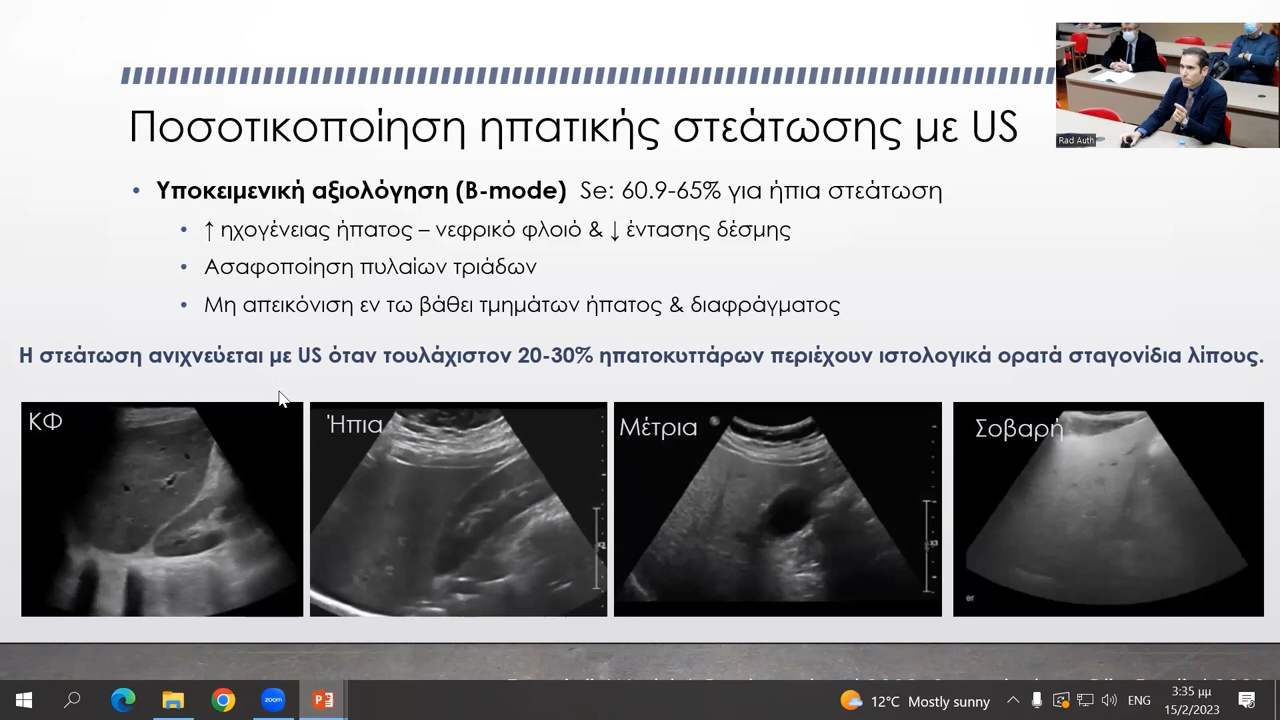 Rad Auth
Ποσοτικοποίηση ηπατικής στεάτωσης με US
• Υποκειμενική αξιολόγηση (B-mode) Se: 60.9-65% για ήπια στεάτωση
• ↑ ηχογένειας ήπατος – νεφρικό φλοιό & ↓ έντασης δέσμης
• Ασαφοποίηση πυλαίων τριάδων
• Μη απεικόνιση εν τω βάθει τμημάτων ήπατος & διαφράγματος
Η στεάτωση ανιχνεύεται με US όταν τουλάχιστον 20-30% ηπατοκυττάρων περιέχουν ιστολογικά ορατά σταγονίδια λίπους.
ΚΦ
Ήπια
Μέτρια
Σοβαρή
zoom
12°C Mostly sunny
ENG
3:35 μμ
15/2/2023